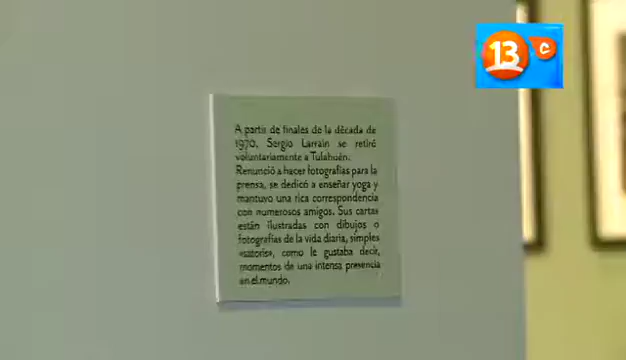 A partir de finales de la década de
1970, Sergio Larrain se retiró
voluntariamente a Tulahuén.
Renunció a hacer fotografías para la
prensa, se dedicó a enseñar yoga y
mantuvo una rica correspondencia
con numerosos amigos. Sus cartas
están ilustradas con dibujos o
fotografías de la vida diaria, simples
«satoris», como le gustaba decir,
momentos de una intensa presencia
en el mundo.
13 C